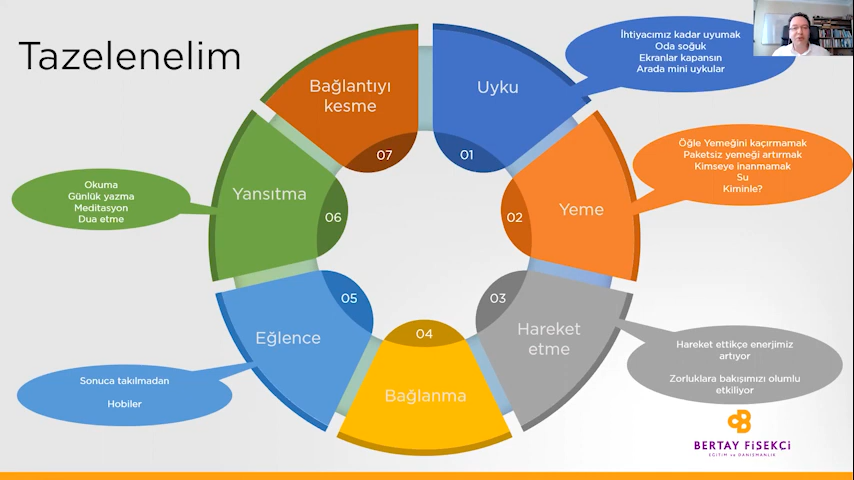 Tazelenelim
Uyku
01
İhtiyacımız kadar uyumak
Oda soğuk
Ekranlar kapansın
Arada mini uykular
Yeme
02
Öğle Yemeğini kaçırmamak
Paketsiz yemeği artırmak
Kimseye inanmamak
Su
Kiminle?
Hareket
etme
03
Hareket ettikçe enerjimiz
artıyor
Zorluklara bakışımızı olumlu
etkiliyor
04
Bağlanma
05
Eğlence
Sonuca takılmadan
Hobiler
06
Yansıtma
Okuma
Günlük yazma
Meditasyon
Dua etme
Bağlantıyı
kesme
07
BERTAY FİSEKÇİ
EĞİTİM ve DANIŞMANLIK